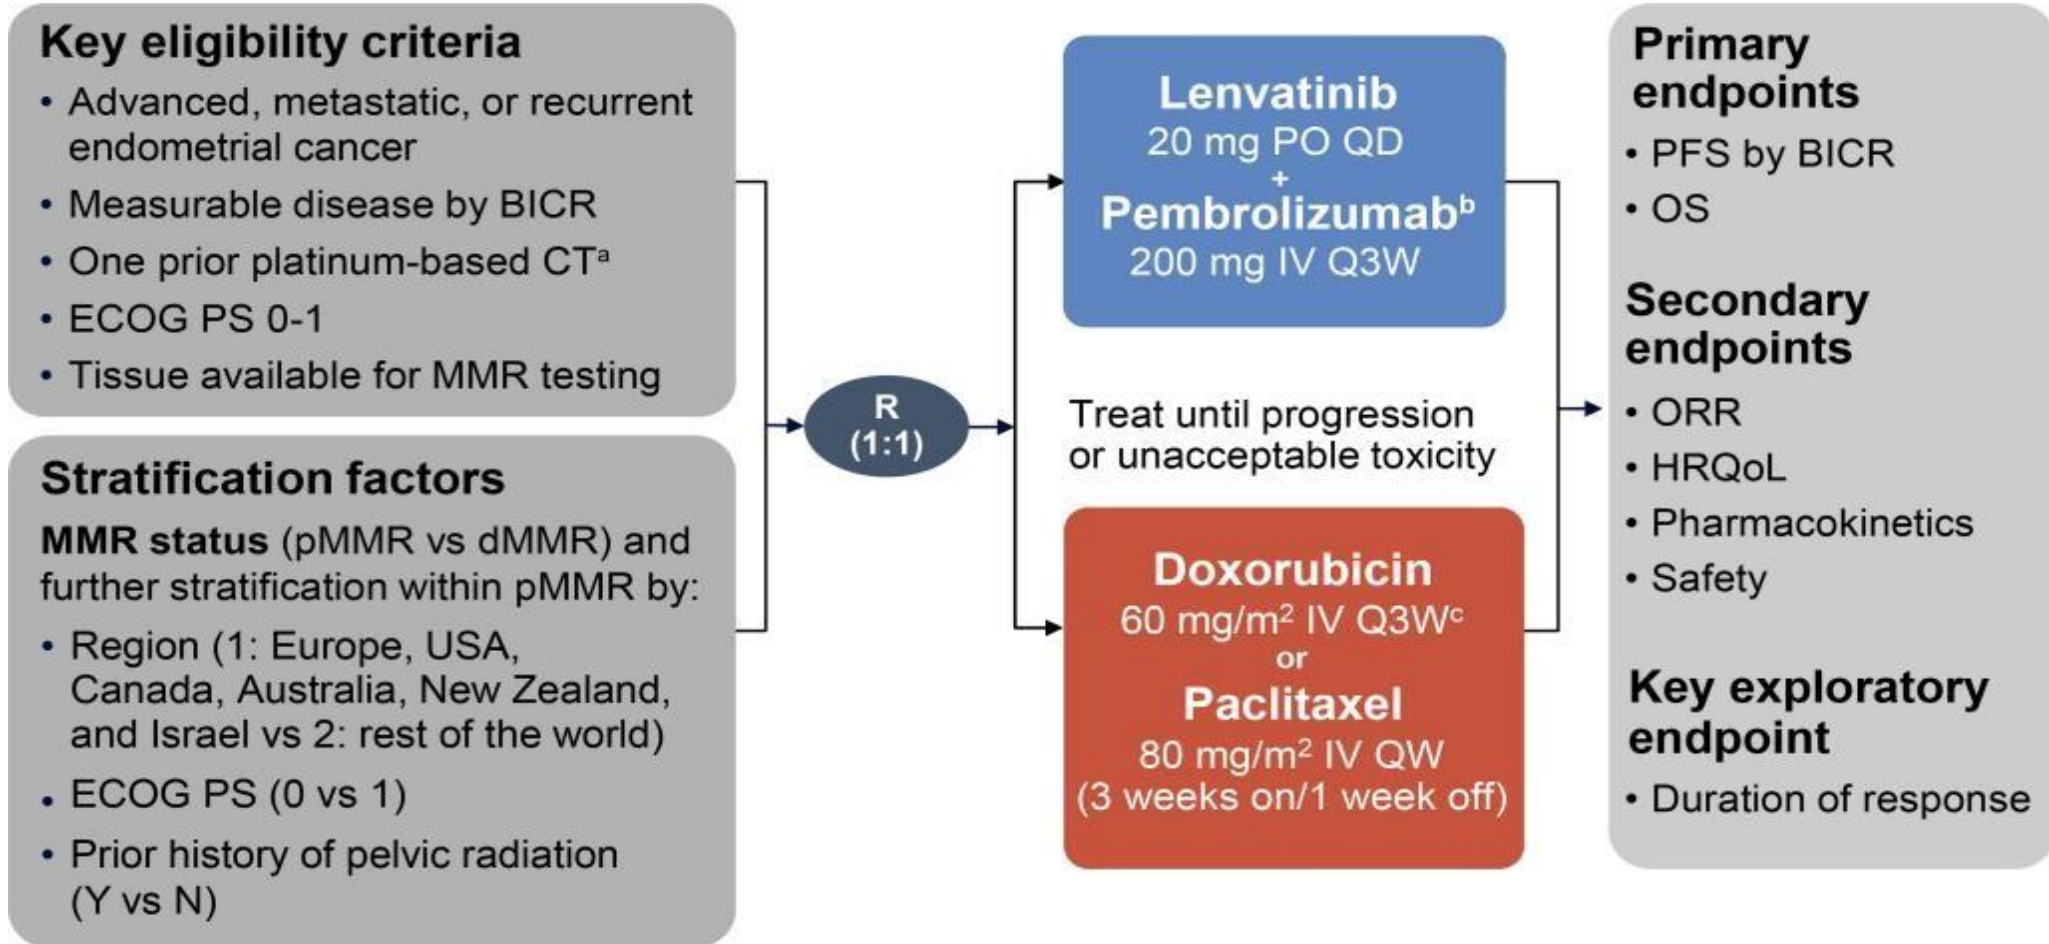 Key eligibility criteria
• Advanced, metastatic, or recurrent
endometrial cancer
• Measurable disease by BICR
• One prior platinum-based CTᵃ
• ECOG PS 0-1
• Tissue available for MMR testing
Stratification factors
MMR status (pMMR vs dMMR) and
further stratification within pMMR by:
• Region (1: Europe, USA,
Canada, Australia, New Zealand,
and Israel vs 2: rest of the world)
• ECOG PS (0 vs 1)
• Prior history of pelvic radiation
(Y vs N)
R
(1:1)
Lenvatinib
20 mg PO QD
+
Pembrolizumabᵇ
200 mg IV Q3W
Treat until progression
or unacceptable toxicity
Doxorubicin
60 mg/m² IV Q3Wᶜ
or
Paclitaxel
80 mg/m² IV QW
(3 weeks on/1 week off)
Primary
endpoints
• PFS by BICR
• OS
Secondary
endpoints
• ORR
• HRQoL
• Pharmacokinetics
• Safety
Key exploratory
endpoint
• Duration of response